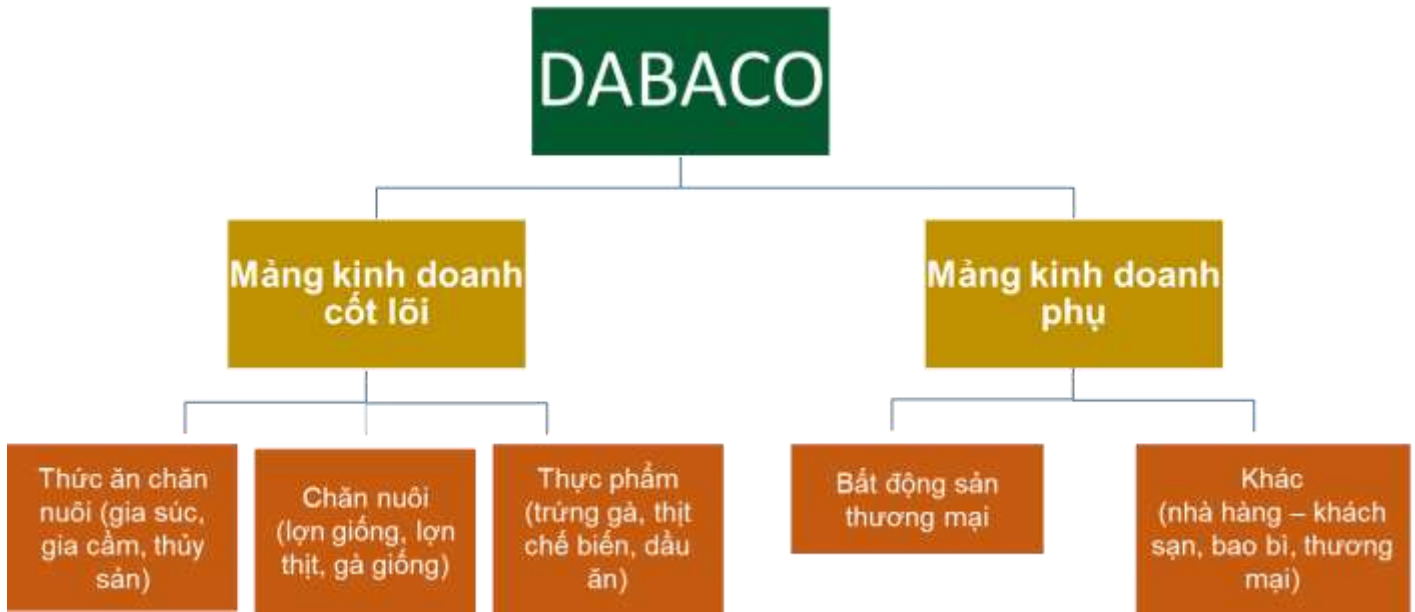 DABACO
Mảng kinh doanh
cốt lõi
Mảng kinh doanh
phụ
Thức ăn chăn
nuôi (gia súc,
gia cầm, thủy
sản)
Chăn nuôi
(lợn giống, lợn
thịt, gà giống)
Thực phẩm
(trứng gà, thịt
chế biến, dầu
ăn)
Bất động sản
thương mại
Khác
(nhà hàng – khách
sạn, bao bì, thương
mại)